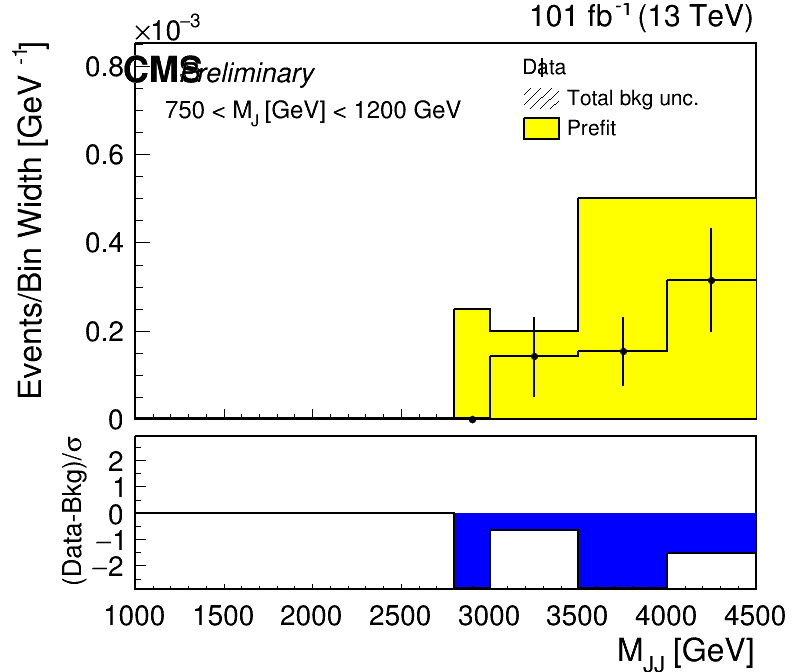 ×10⁻³
101 fb⁻¹ (13 TeV)
CMS Preliminary
750 < M_J [GeV] < 1200 GeV
Data
Total bkg unc.
Prefit
Events/Bin Width [GeV⁻¹]
0.8
0.6
0.4
0.2
0
(Data-Bkg)/σ
2
1
0
−1
−2
1000 1500 2000 2500 3000 3500 4000 4500
M_JJ [GeV]